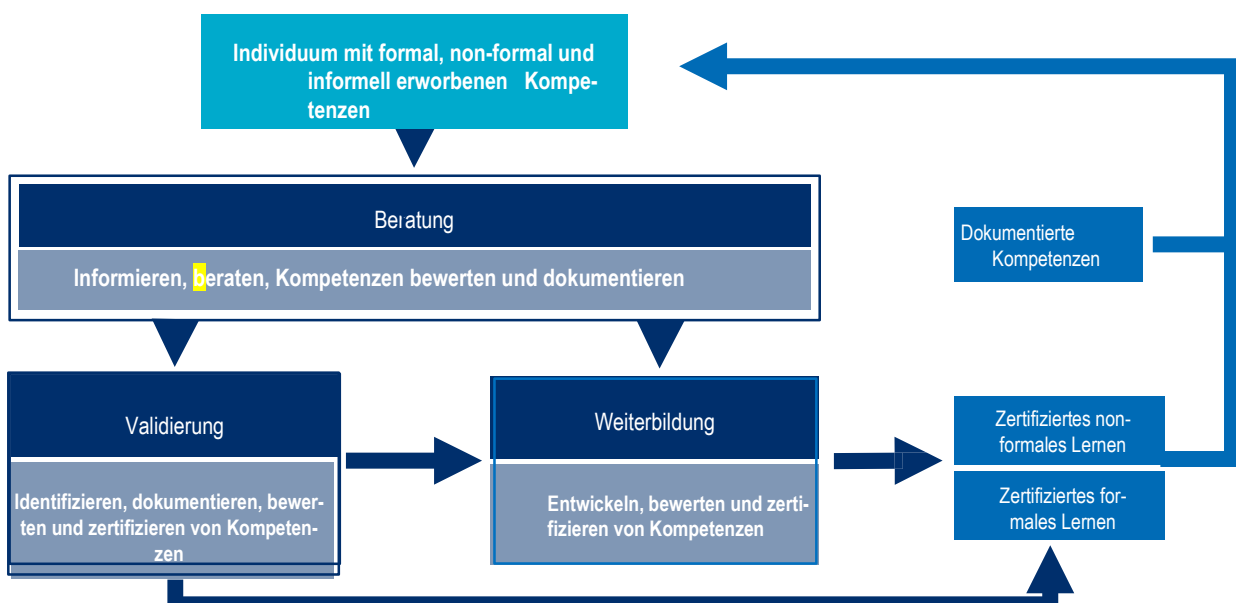 Individuum mit formal, non-formal und
informell erworbenen Kompe-
tenzen
Beratung
Informieren, beraten, Kompetenzen bewerten und dokumentieren
Dokumentierte
Kompetenzen
Validierung
Identifizieren, dokumentieren, bewer-
ten und zertifizieren von Kompeten-
zen
Weiterbildung
Entwickeln, bewerten und zerti-
fizieren von Kompetenzen
Zertifiziertes non-
formales Lernen
Zertifiziertes for-
males Lernen